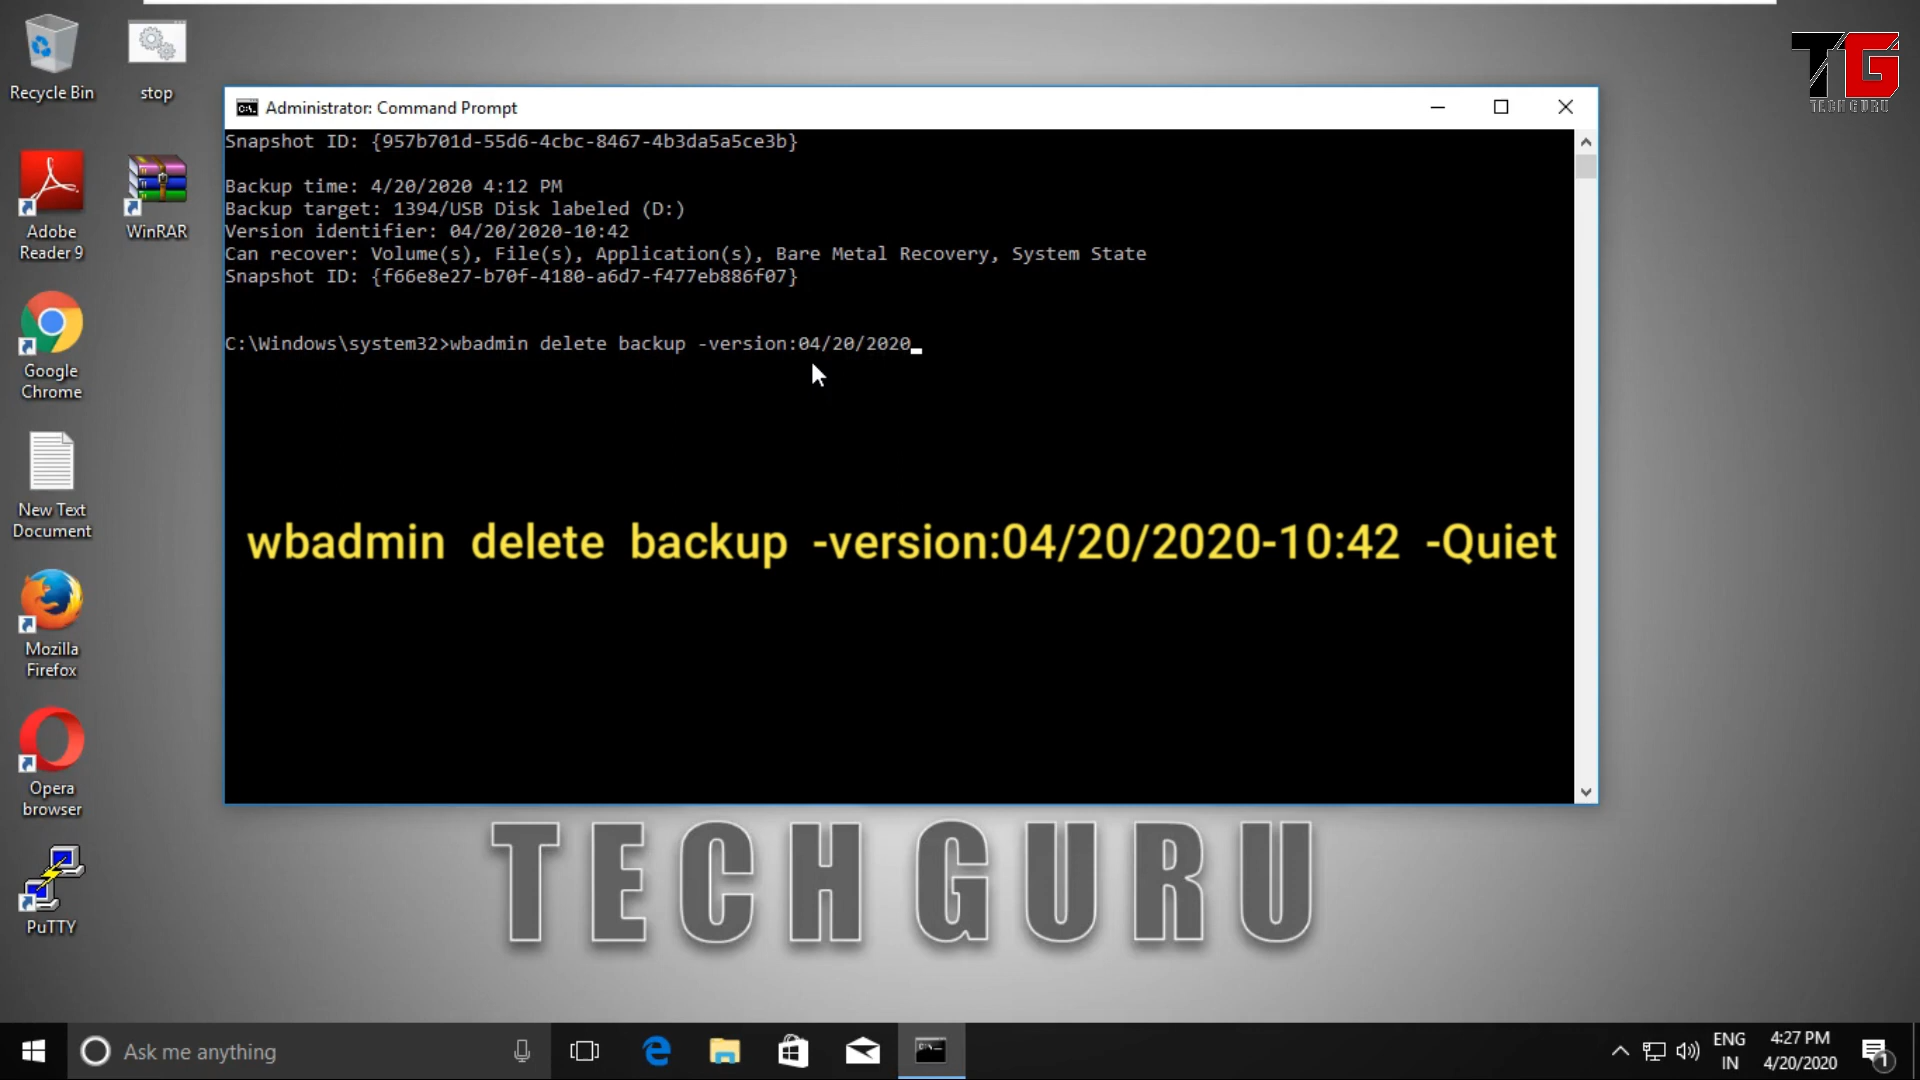 Recycle Bin
stop
Adobe
Reader 9
WinRAR
Google
Chrome
New Text
Document
Mozilla
Firefox
Opera
browser
PuTTY
TG
TECH GURU
Administrator: Command Prompt
Snapshot ID: {957b701d-55d6-4cbc-8467-4b3da5a5ce3b}
Backup time: 4/20/2020 4:12 PM
Backup target: 1394/USB Disk labeled (D:)
Version identifier: 04/20/2020-10:42
Can recover: Volume(s), File(s), Application(s), Bare Metal Recovery, System State
Snapshot ID: {f66e8e27-b70f-4180-a6d7-f477eb886f07}
C:\Windows\system32>wbadmin delete backup -version:04/20/2020
wbadmin delete backup -version:04/20/2020-10:42 -Quiet
TECH GURU
Ask me anything
ENG
IN
4:27 PM
4/20/2020
1